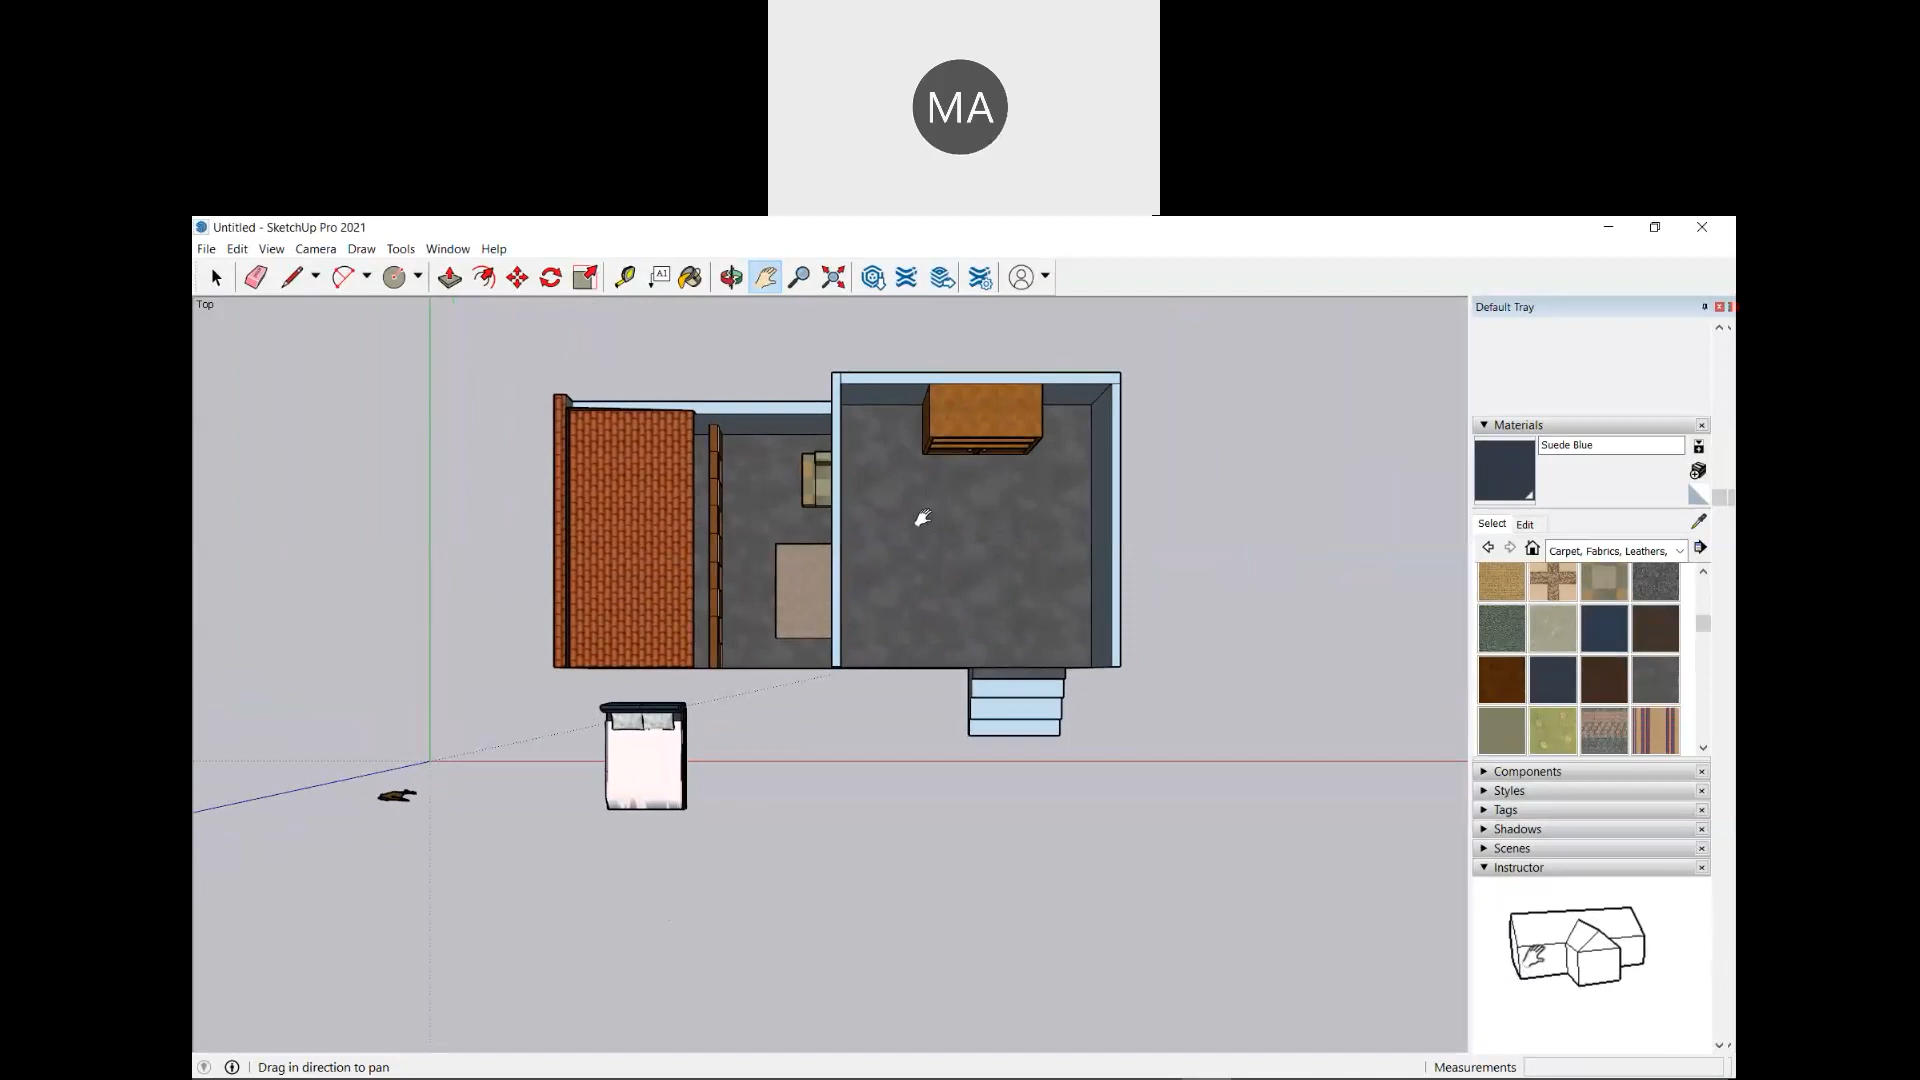 MA
Untitled - SketchUp Pro 2021
File Edit View Camera Draw Tools Window Help
A1
Top
Default Tray
Materials
Suede Blue
Select Edit
Carpet, Fabrics, Leathers,
Components
Styles
Tags
Shadows
Scenes
Instructor
Drag in direction to pan
Measurements